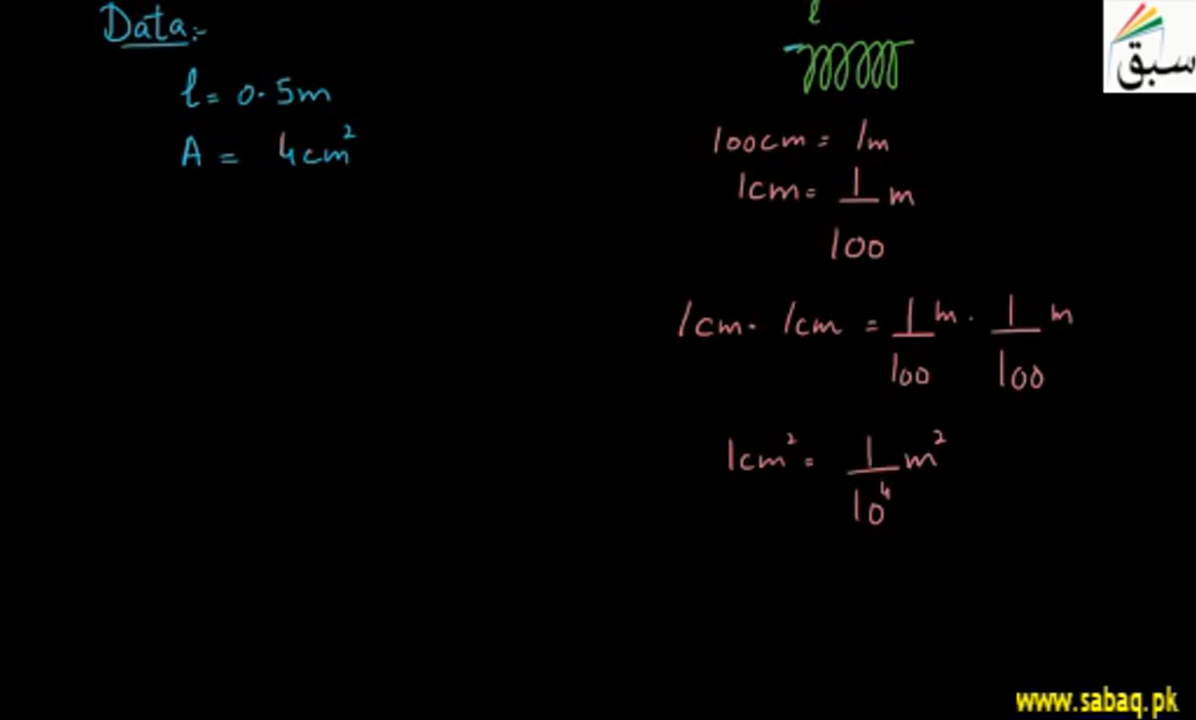 Data:-
l = 0.5m
A = 4cm²
l
سبق
100cm = 1m
1cm = 1/100 m
1cm · 1cm = 1/100 m · 1/100 m
1cm² = 1/10⁴ m²
www.sabaq.pk